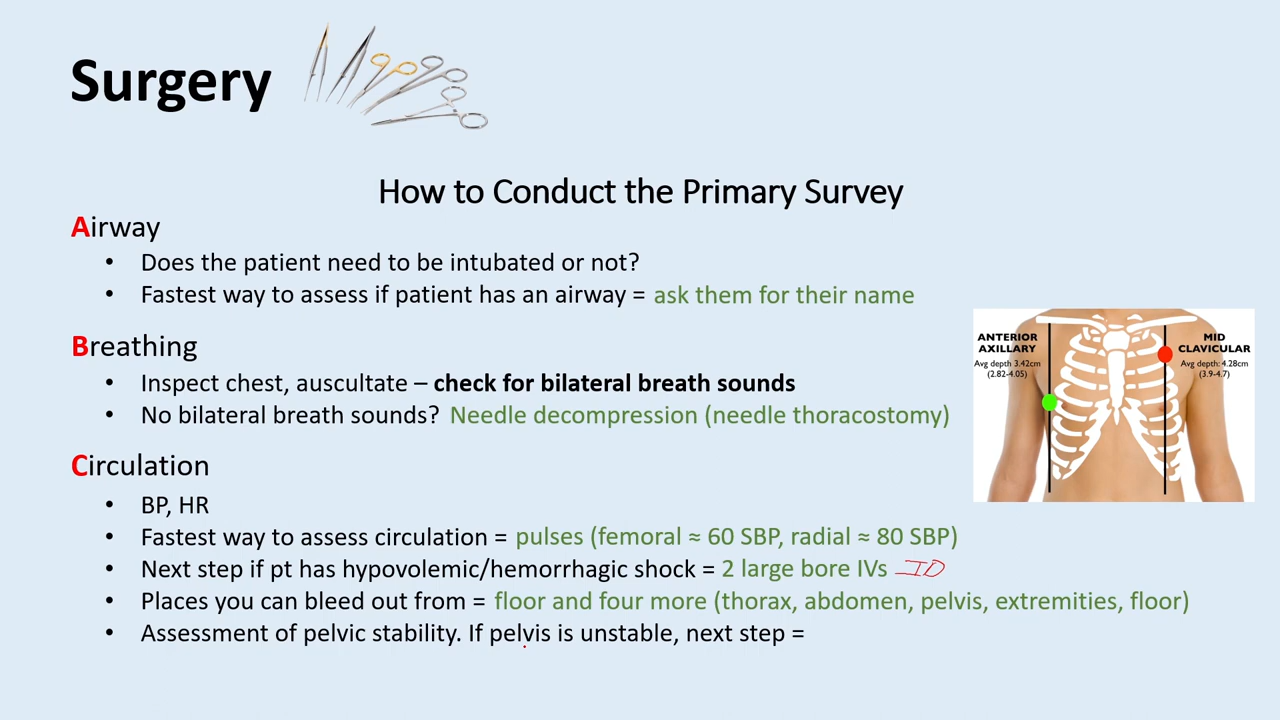 Surgery
How to Conduct the Primary Survey
Airway
• Does the patient need to be intubated or not?
• Fastest way to assess if patient has an airway = ask them for their name
Breathing
• Inspect chest, auscultate – check for bilateral breath sounds
• No bilateral breath sounds? Needle decompression (needle thoracostomy)
ANTERIOR
AXILLARY
Avg depth 3.42cm
(2.82-4.05)
MID
CLAVICULAR
Avg depth: 4.28cm
(3.9-4.7)
Circulation
• BP, HR
• Fastest way to assess circulation = pulses (femoral ≈ 60 SBP, radial ≈ 80 SBP)
• Next step if pt has hypovolemic/hemorrhagic shock = 2 large bore IVs IO
• Places you can bleed out from = floor and four more (thorax, abdomen, pelvis, extremities, floor)
• Assessment of pelvic stability. If pelvis is unstable, next step =